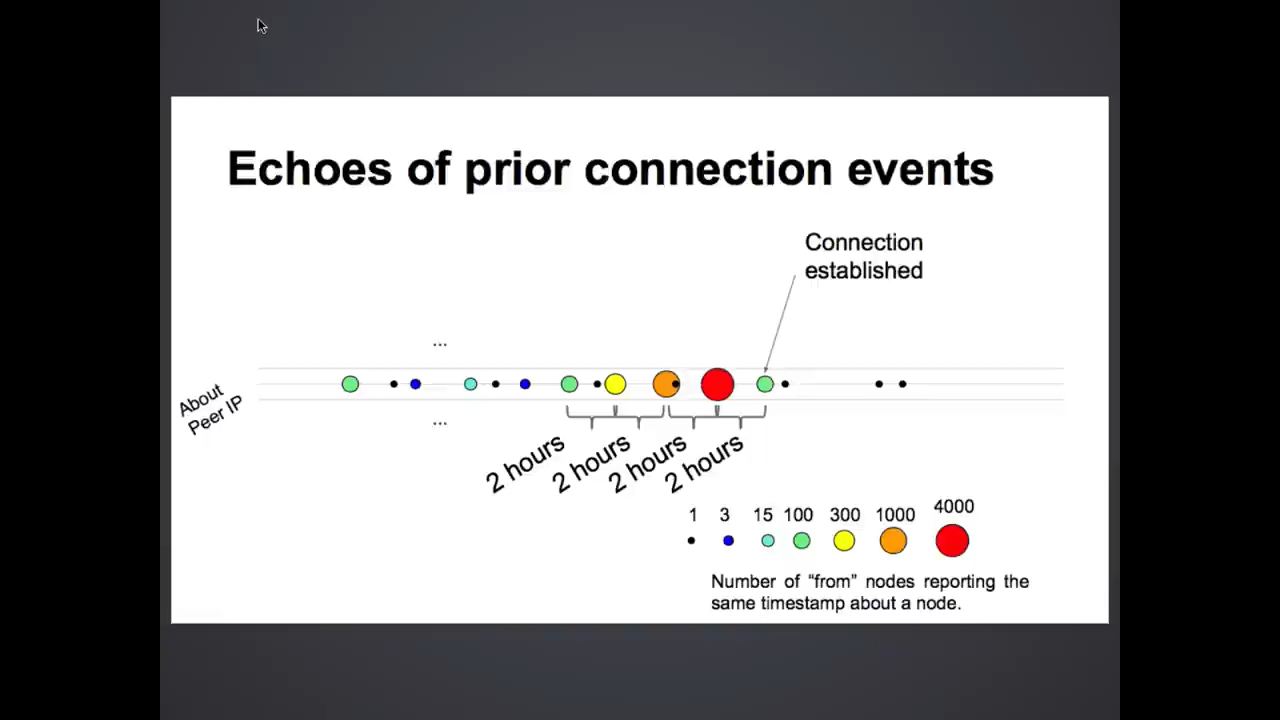 Echoes of prior connection events
Connection
established
...
About
Peer IP
...
2 hours
2 hours
2 hours
2 hours
1 3 15 100 300 1000 4000
Number of “from” nodes reporting the
same timestamp about a node.